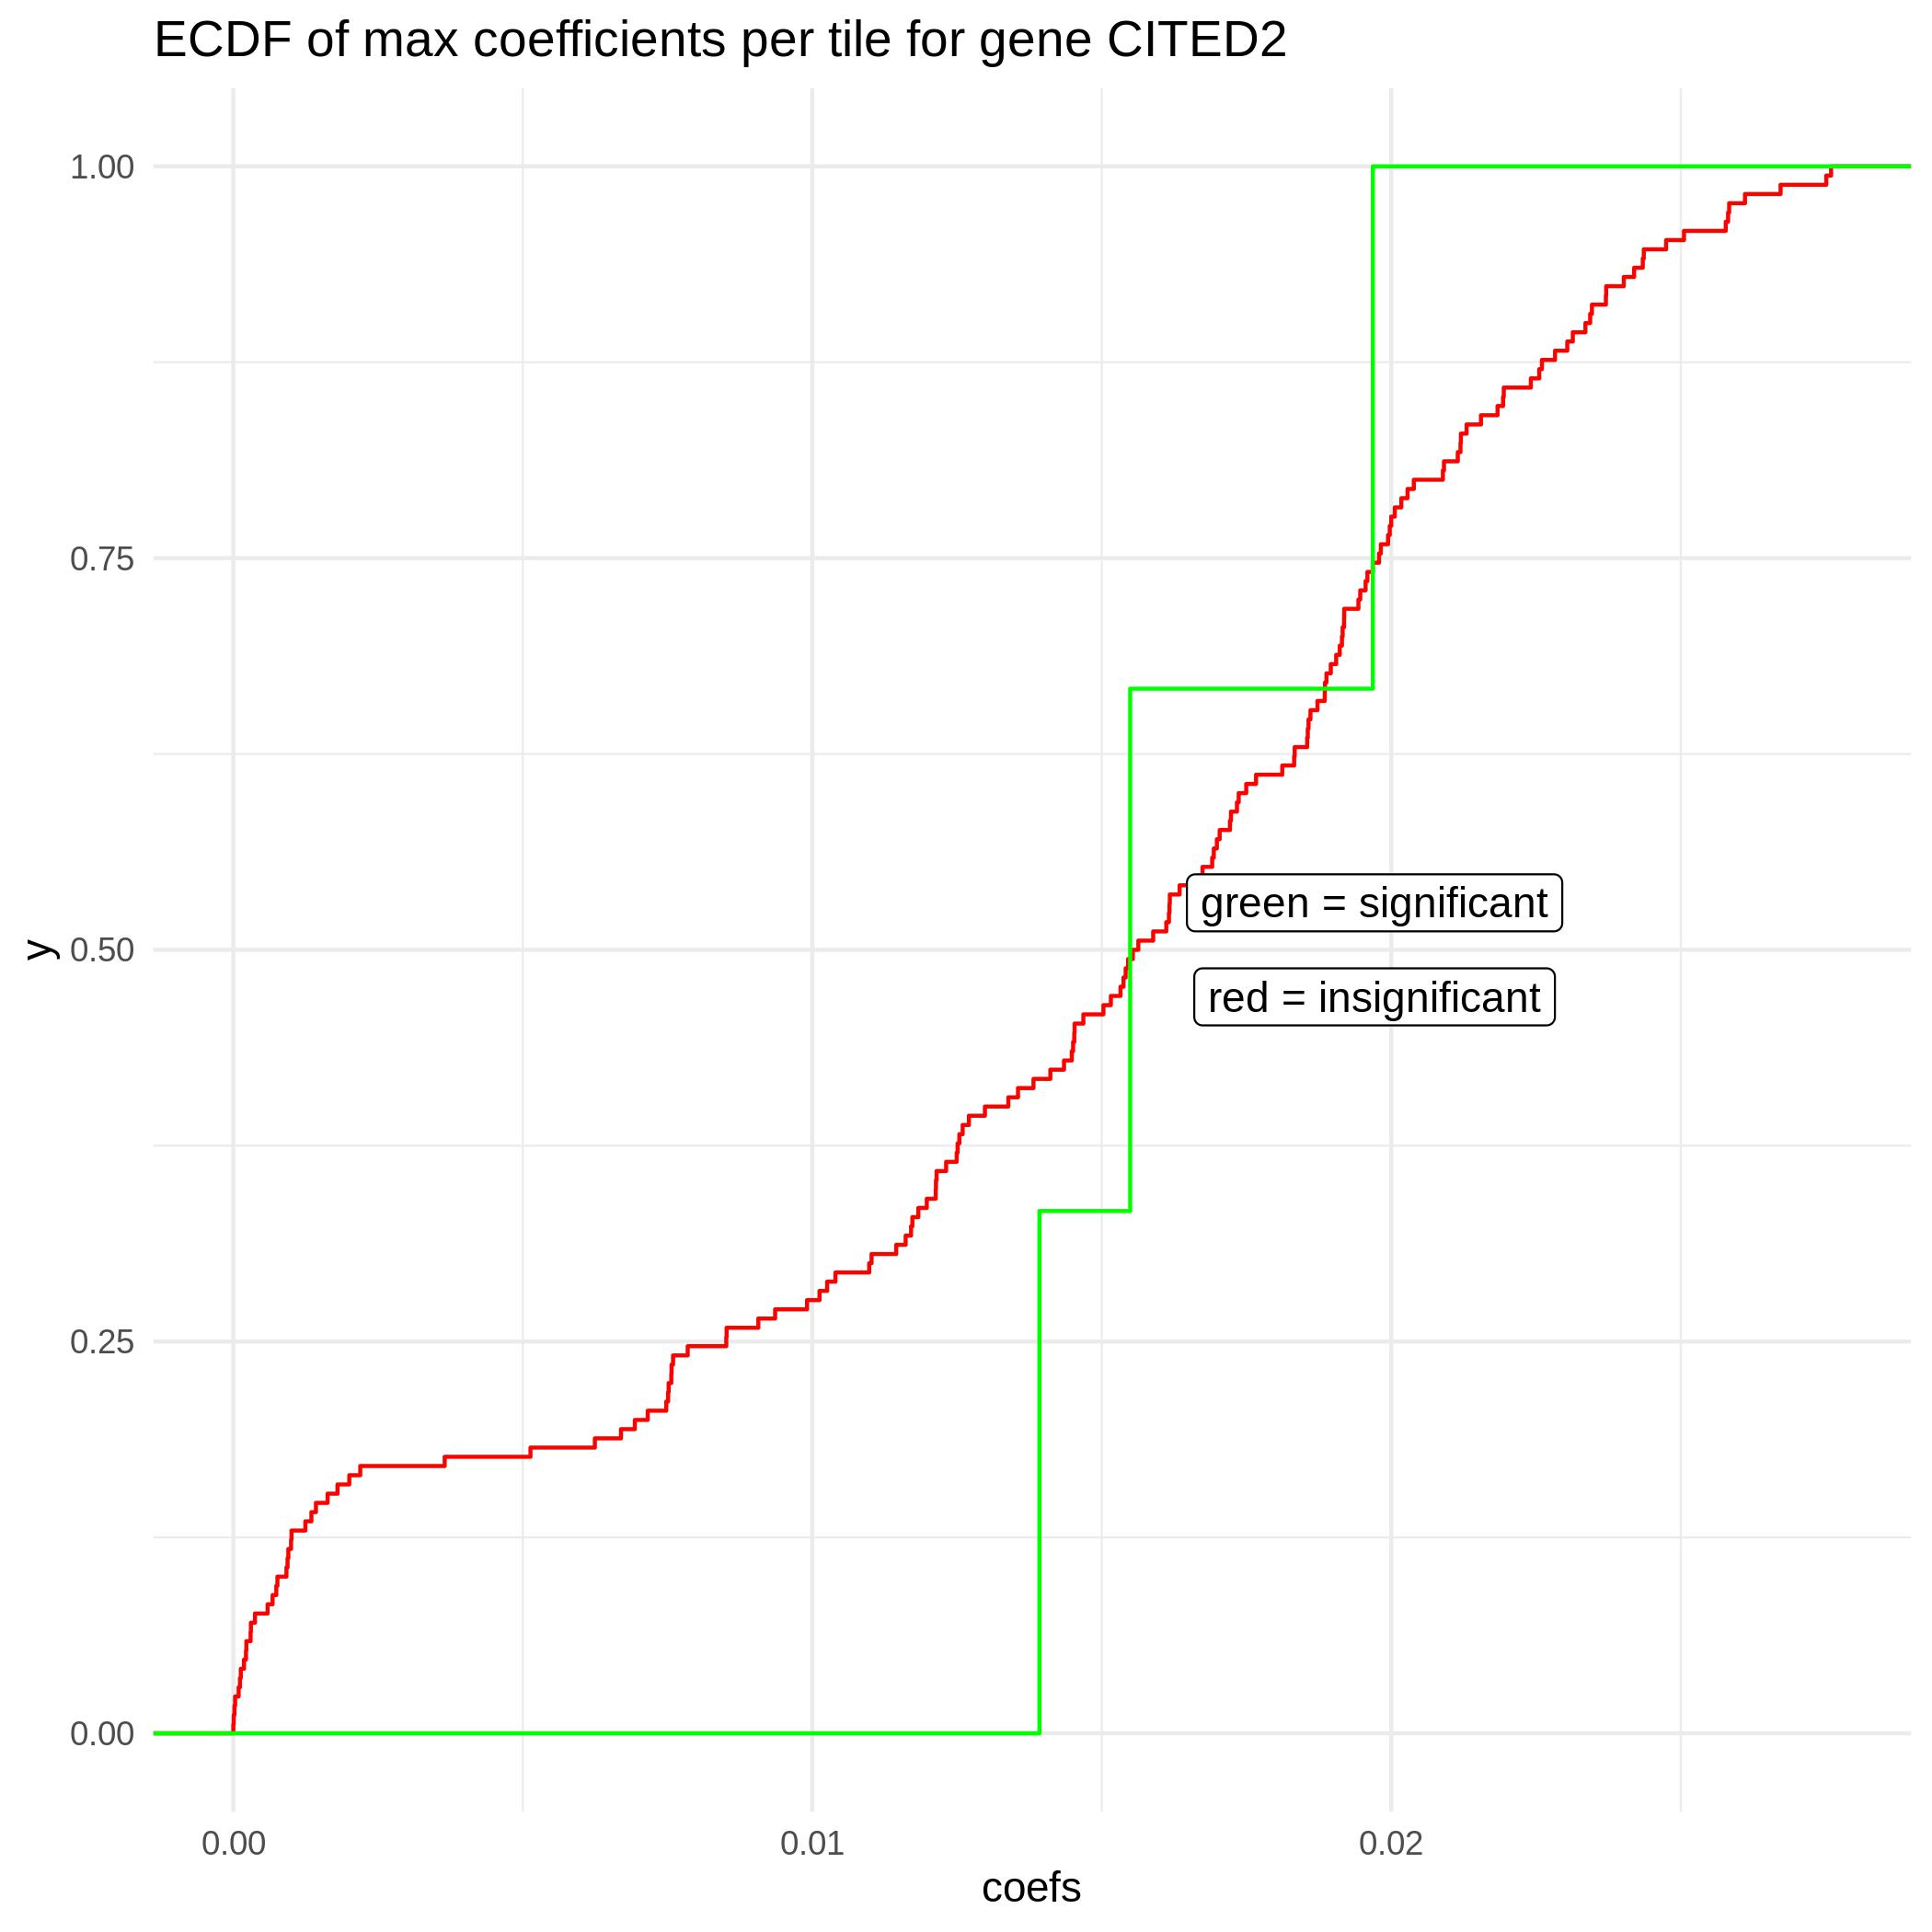 ECDF of max coefficients per tile for gene CITED2
1.00
0.75
0.50
0.25
0.00
y
green = significant
red = insignificant
0.00 0.01 0.02
coefs